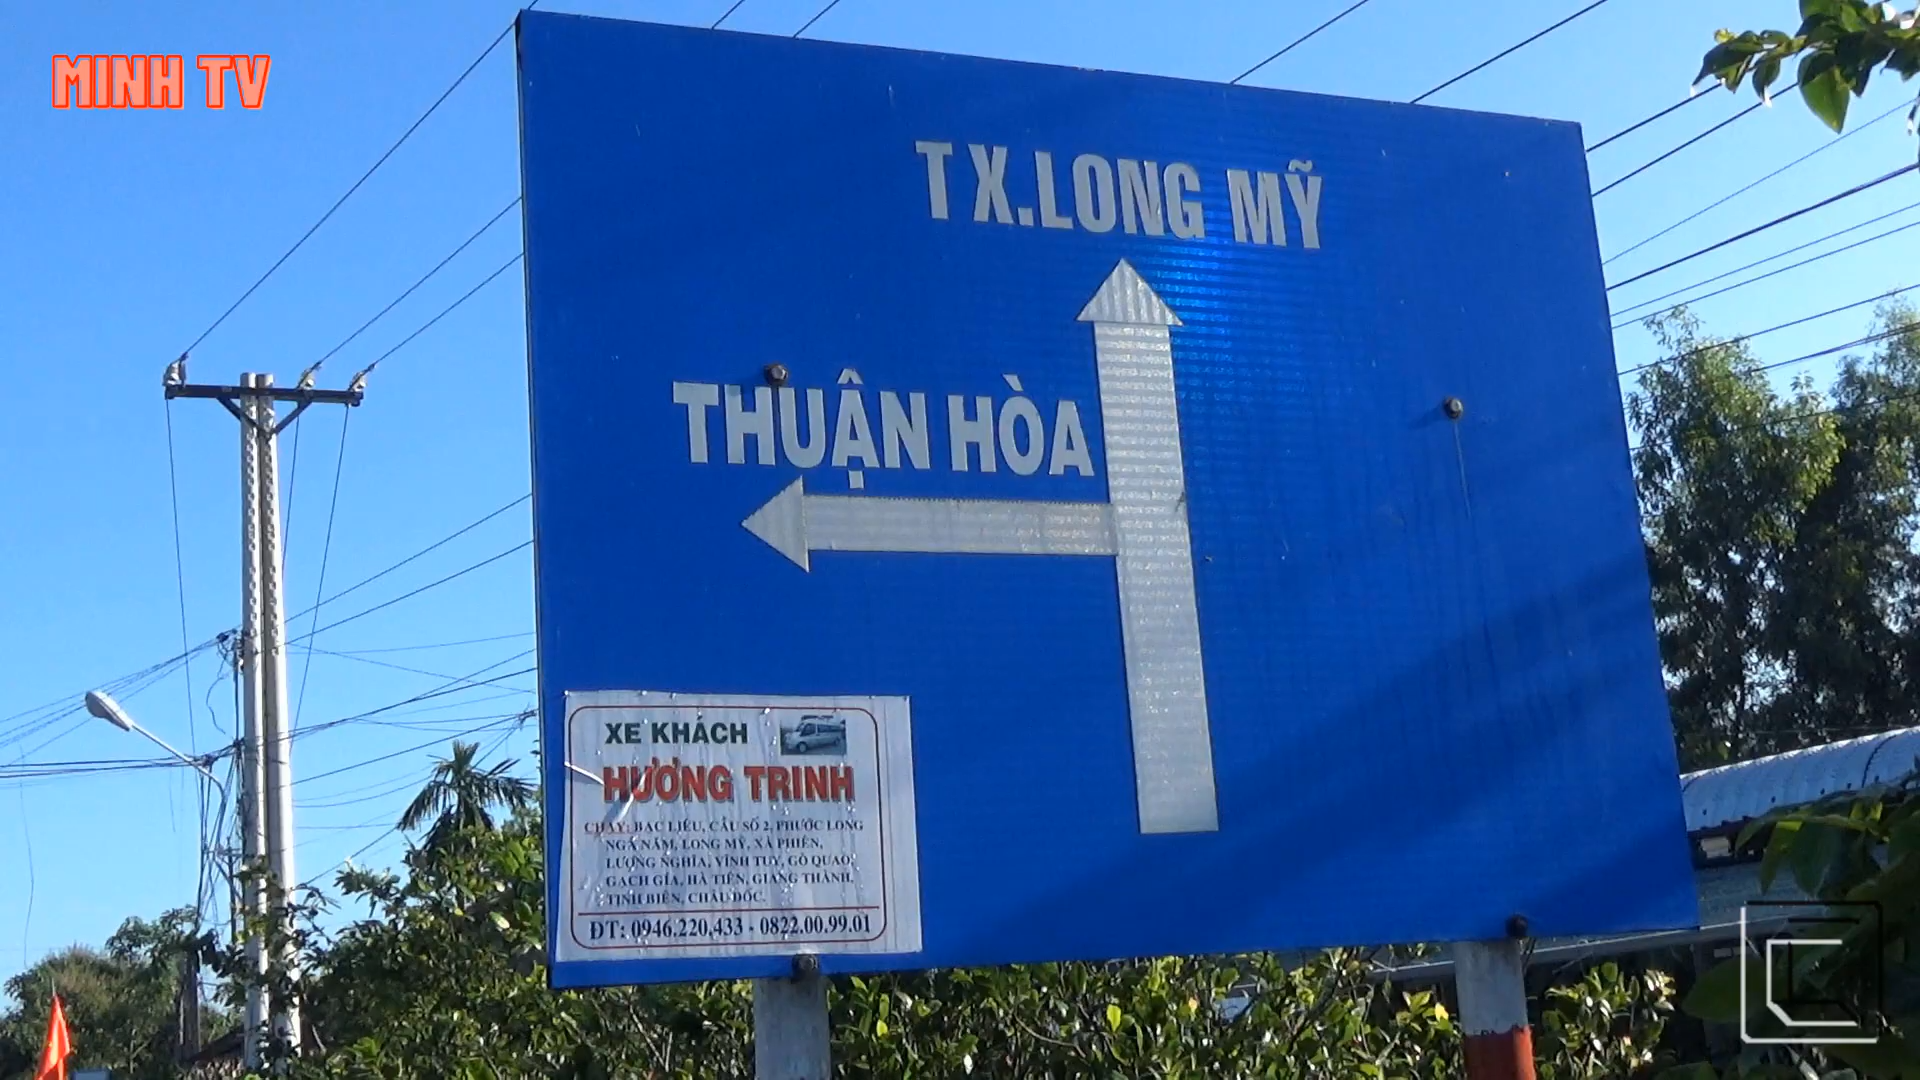 MINH TV
TX.LONG MỸ
THUẬN HÒA
XE KHÁCH
HƯƠNG TRINH
CHẠY: BẠC LIÊU, CẦU SỐ 2, PHƯỚC LONG
NGÃ NĂM, LONG MỸ, XÀ PHIÊN,
LƯƠNG NGHĨA, VĨNH TUY, GÒ QUAO,
GẠCH GÍA, HÀ TIÊN, GIANG THÀNH,
TỊNH BIÊN, CHÂU ĐỐC.
ĐT: 0946.220.433 - 0822.00.99.01